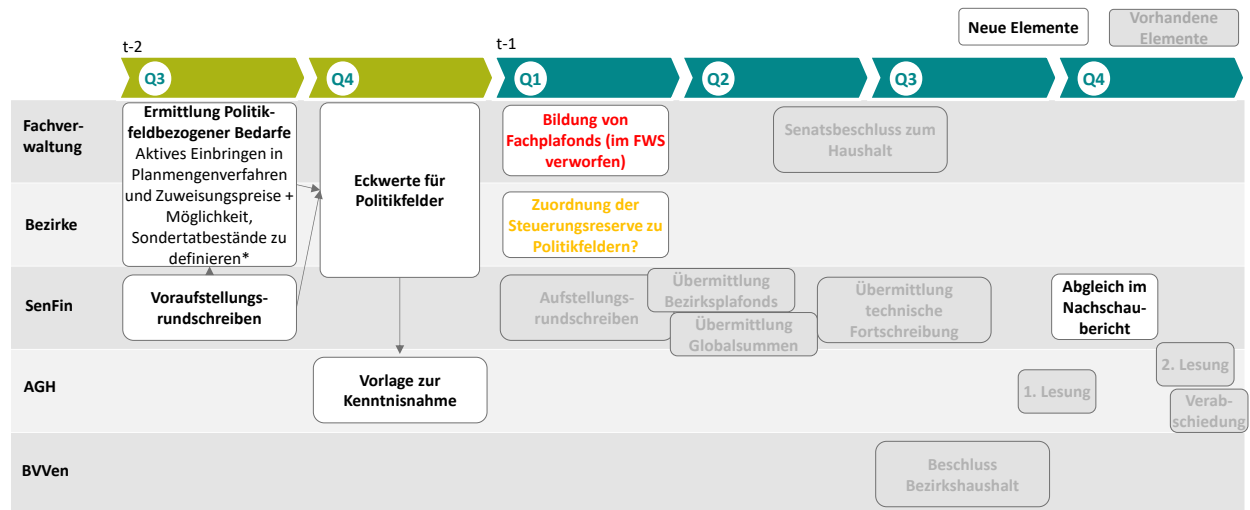 Neue Elemente
Vorhandene
Elemente
t-2
t-1
Q3
Q4
Q1
Q2
Q3
Q4
Fachver-
waltung
Ermittlung Politik-
feldbezogener Bedarfe
Aktives Einbringen in
Planmengenverfahren
und Zuweisungspreise +
Möglichkeit,
Sondertatbestände zu
definieren*
Eckwerte für
Politikfelder
Bildung von
Fachplafonds (im FWS
verworfen)
Senatsbeschluss zum
Haushalt
Bezirke
Zuordnung der
Steuerungsreserve zu
Politikfeldern?
SenFin
Voraufstellungs-
rundschreiben
Aufstellungs-
rundschreiben
Übermittlung
Bezirksplafonds
Übermittlung
Globalsummen
Übermittlung
technische
Fortschreibung
Abgleich im
Nachschau-
bericht
AGH
Vorlage zur
Kenntnisnahme
1. Lesung
2. Lesung
Verab-
schiedung
BVVen
Beschluss
Bezirkshaushalt